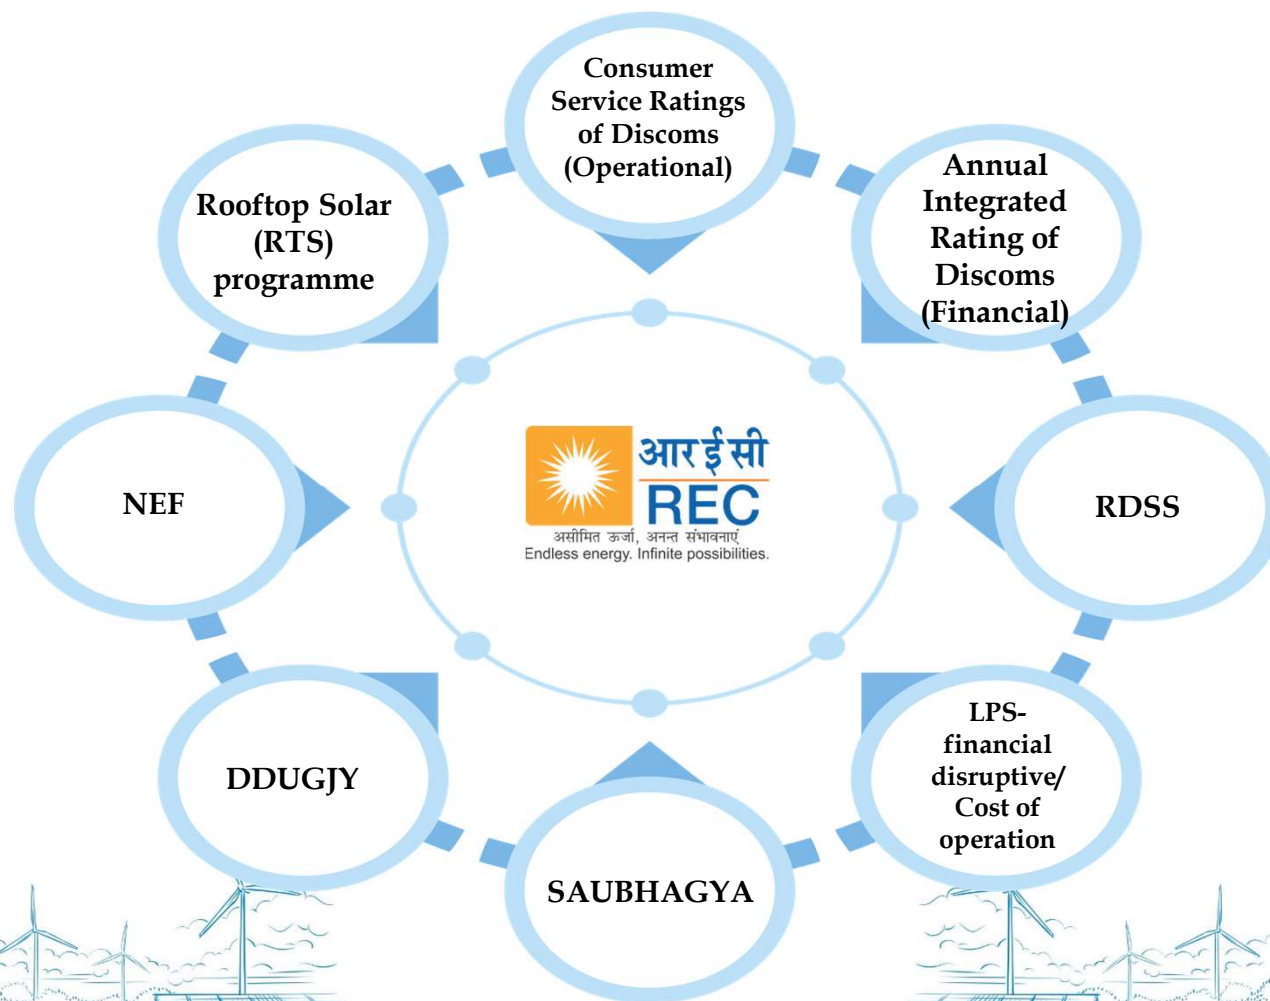 Consumer
Service Ratings
of Discoms
(Operational)
Annual
Integrated
Rating of
Discoms
(Financial)
Rooftop Solar
(RTS)
programme
NEF
आर ई सी
REC
असीमित ऊर्जा, अनन्त संभावनाएं
Endless energy. Infinite possibilities.
RDSS
DDUGJY
LPS-
financial
disruptive/
Cost of
operation
SAUBHAGYA